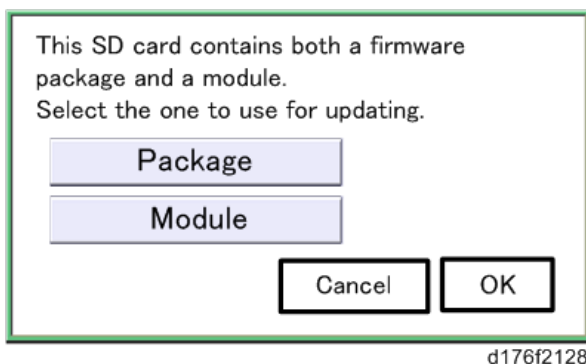 This SD card contains both a firmware
package and a module.
Select the one to use for updating.
Package
Module
Cancel OK
d176f2128